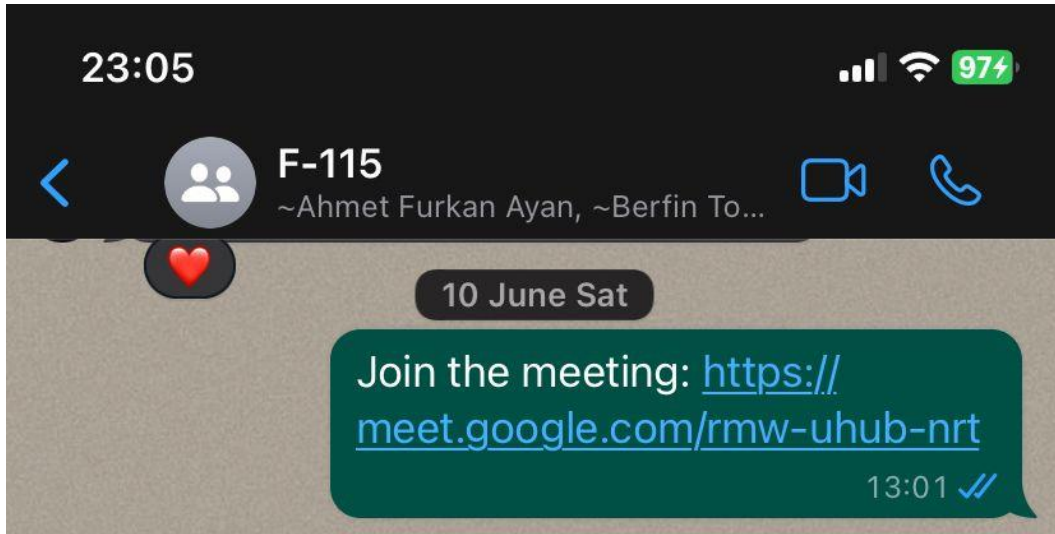 23:05
97
F-115
~Ahmet Furkan Ayan, ~Berfin To...
10 June Sat
Join the meeting: https://
meet.google.com/rmw-uhub-nrt
13:01